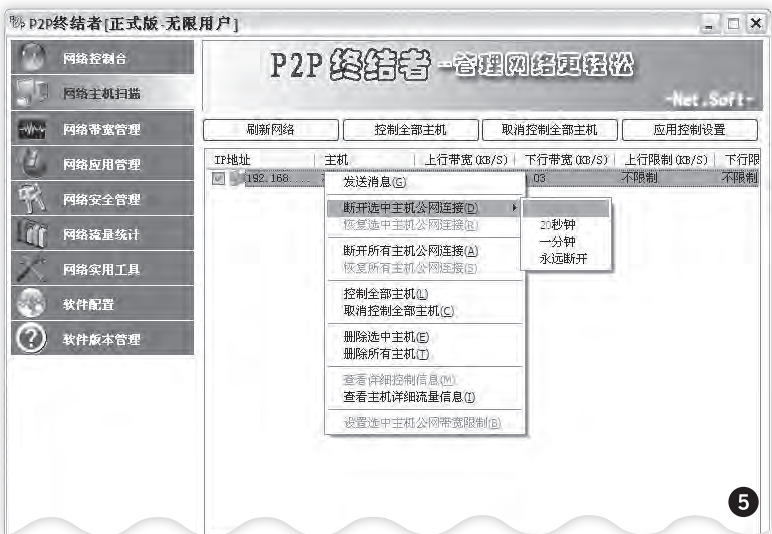 P2P终结者[正式版-无限用户]
P2P 终结者-管理网络更轻松
-Net.Soft-
网络控制台
网络主机扫描
网络带宽管理
网络应用管理
网络安全管理
网络流量统计
网络实用工具
软件配置
软件版本管理
刷新网络 控制全部主机 取消控制全部主机 应用控制设置
IP地址 主机 上行带宽(KB/S) 下行带宽(KB/S) 上行限制(KB/S) 下行限
192.168..... .03 不限制 不限制
发送消息(G)
断开选中主机公网连接(D)
恢复选中主机公网连接(R)
断开所有主机公网连接(A)
恢复所有主机公网连接(S)
控制全部主机(L)
取消控制全部主机(C)
删除选中主机(E)
删除所有主机(T)
查看详细控制信息(M)
查看主机详细流量信息(I)
设置选中主机公网带宽限制(B)
20秒钟
一分钟
永远断开
5